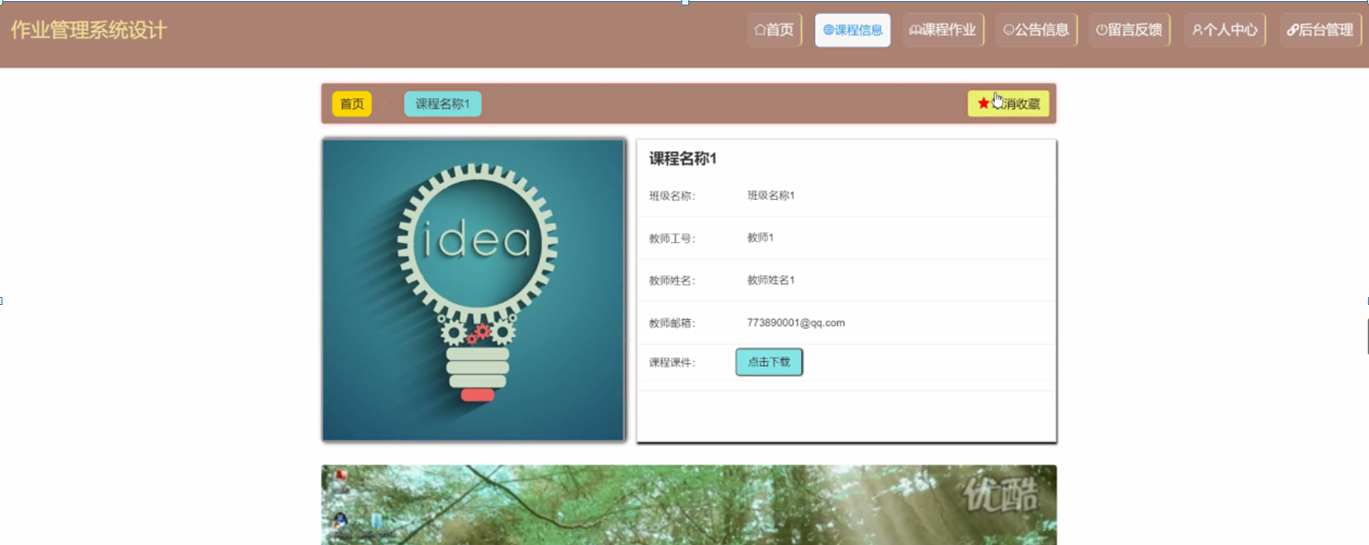 作业管理系统设计
首页 课程信息 课程作业 公告信息 留言反馈 个人中心 后台管理
首页 课程名称1 消收藏
idea
课程名称1
班级名称： 班级名称1
教师工号： 教师1
教师姓名： 教师姓名1
教师邮箱： 773890001@qq.com
课程课件： 点击下载
优酷